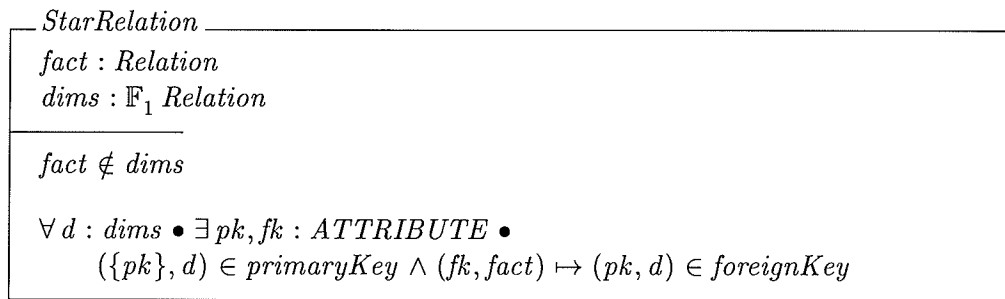 StarRelation
fact : Relation
dims : 𝔽₁ Relation
fact ∉ dims
∀ d : dims • ∃ pk, fk : ATTRIBUTE •
({pk}, d) ∈ primaryKey ∧ (fk, fact) ↦ (pk, d) ∈ foreignKey